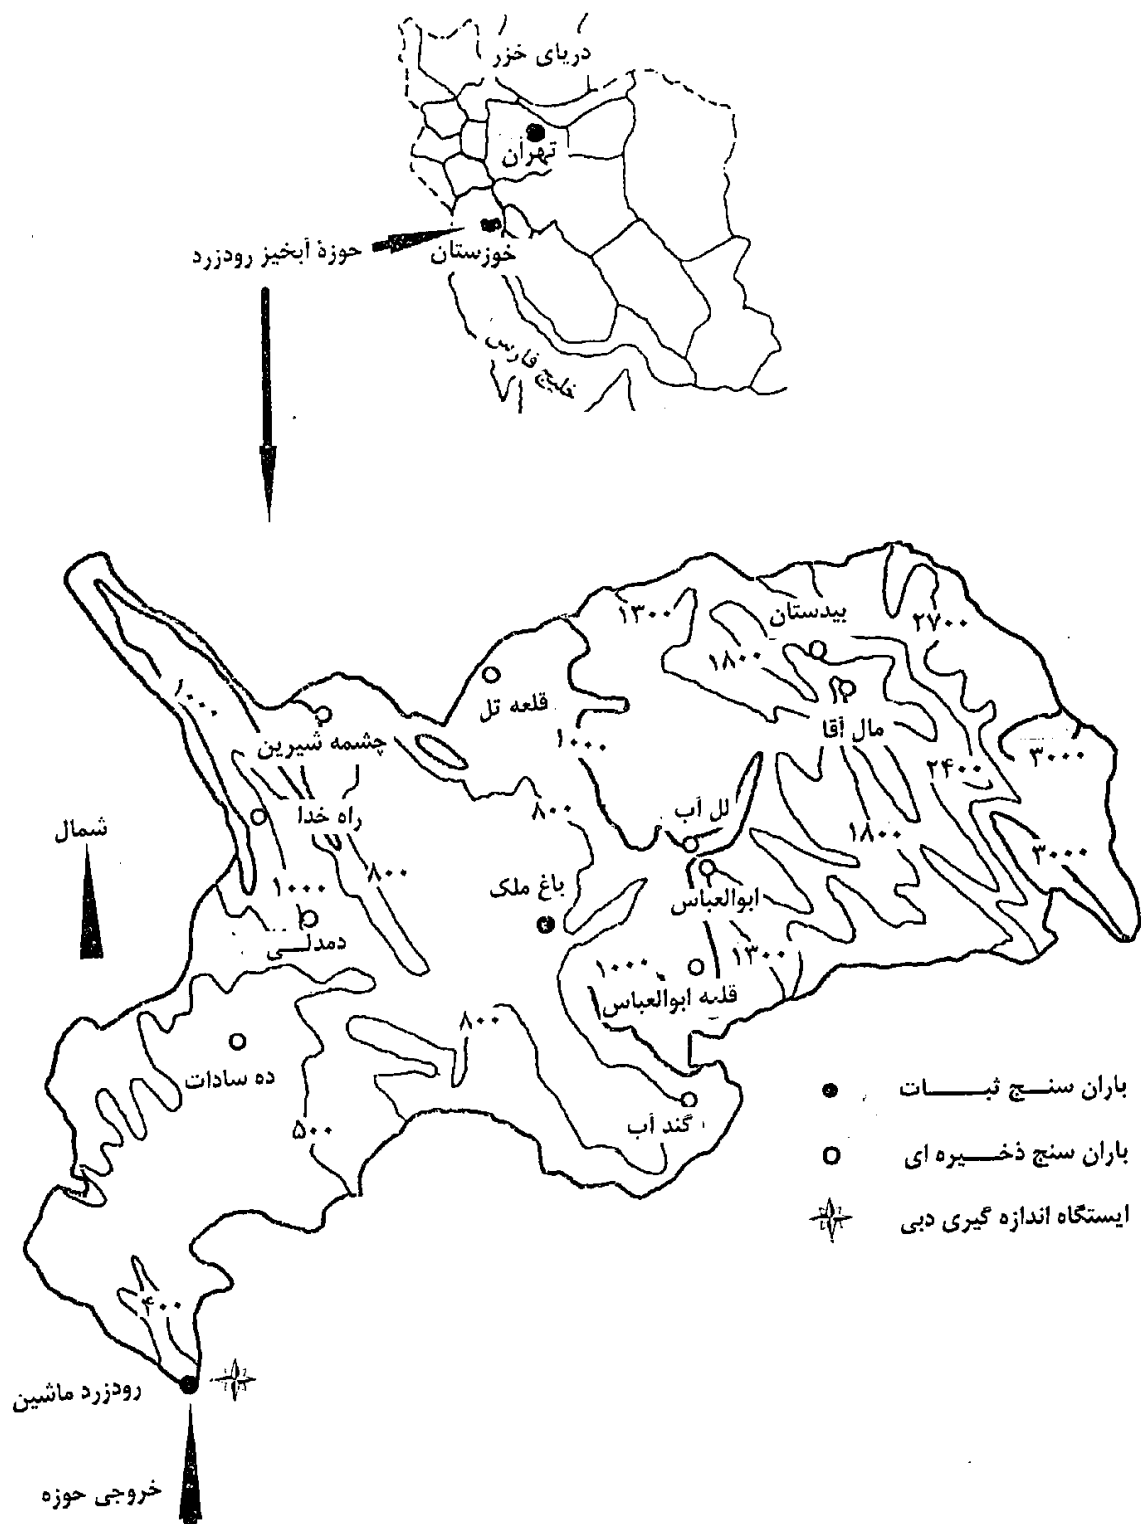 دریای خزر
تهران
حوزهٔ آبخیز رودزرد
خوزستان
خلیج فارس
بیدستان
۱۳۰۰
۲۷۰۰
۱۸۰۰
قلعه تل
۱۰۰۰
مال آقا
چشمه شیرین
۱۰۰۰
۳۰۰۰
۲۴۰۰
راه خدا
۸۰۰
لل آب
شمال
۱۸۰۰
۳۰۰۰
۸۰۰
۱۰۰۰
باغ ملک
ابوالعباس
دمدلی
۱۰۰۰
۱۳۰۰
قلعه ابوالعباس
۸۰۰
ده سادات
باران سنج ثبات
۵۰۰
گند آب
باران سنج ذخیره ای
ایستگاه اندازه گیری دبی
۴۰۰
رودزرد ماشین
خروجی حوزه